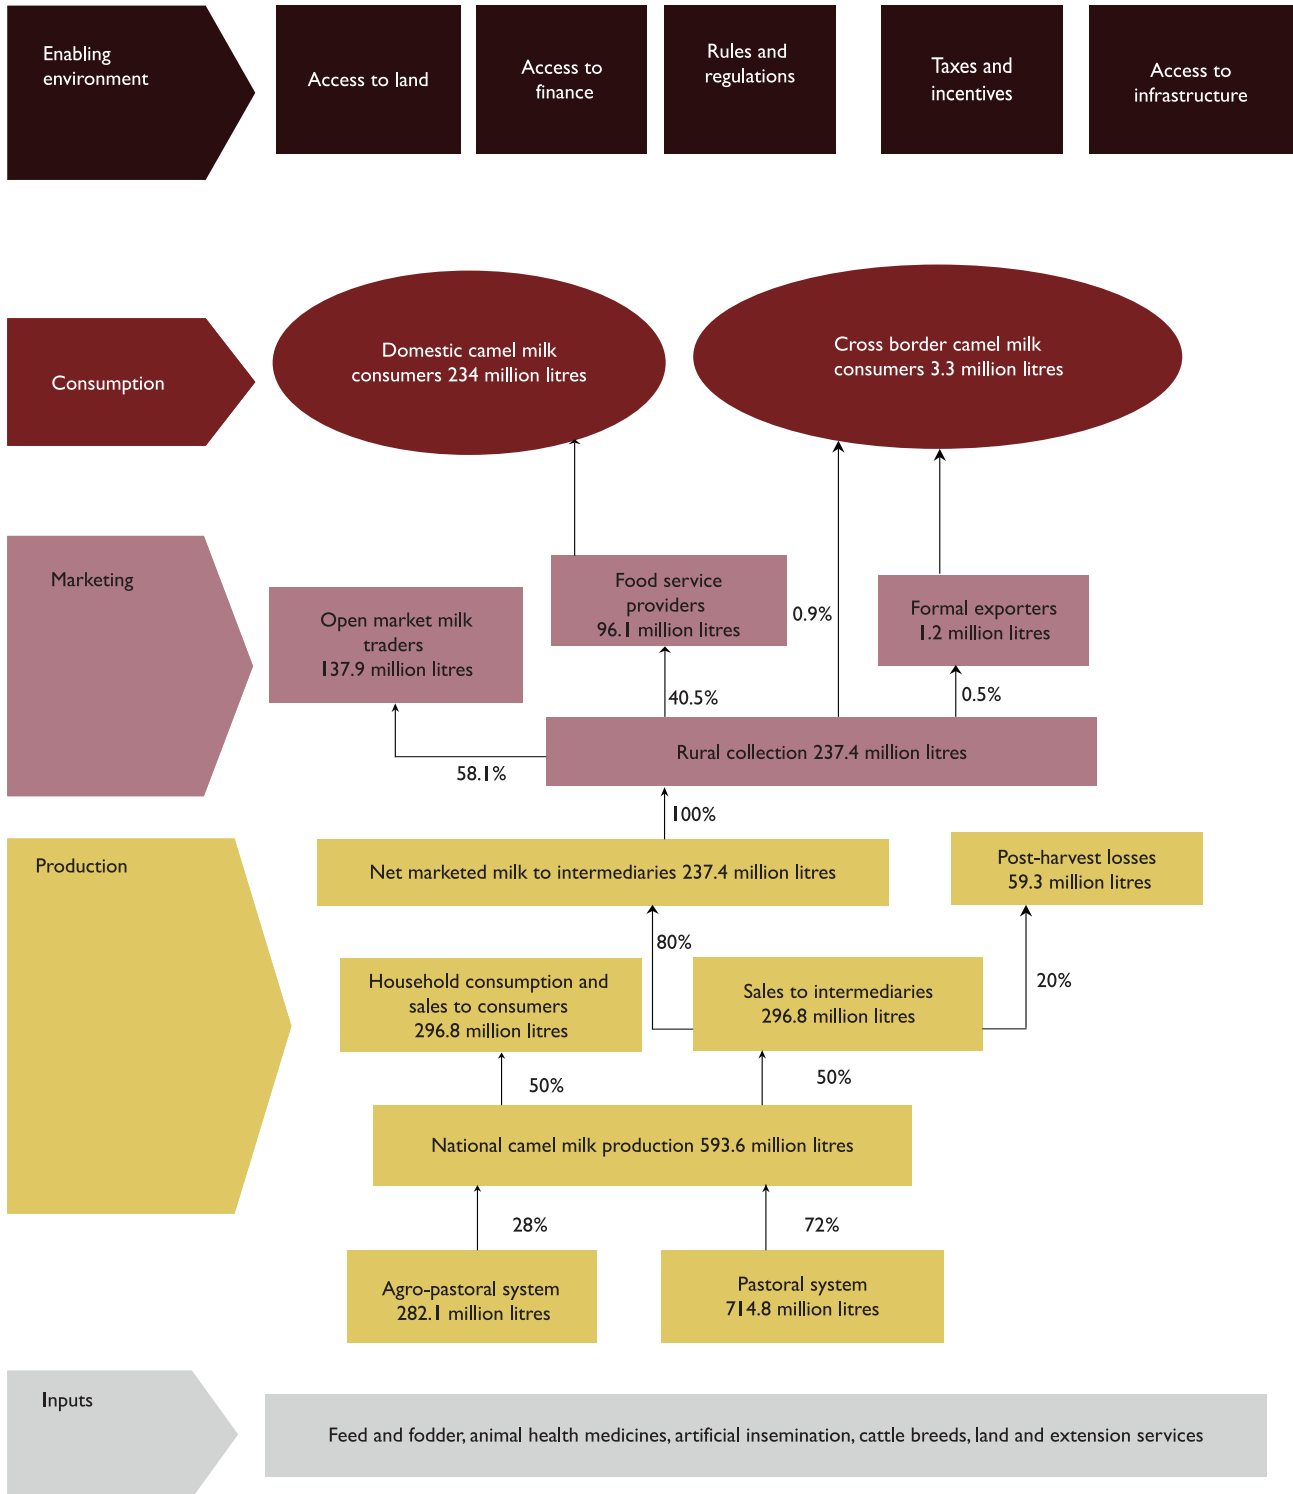 Enabling
environment
Access to land
Access to
finance
Rules and
regulations
Taxes and
incentives
Access to
infrastructure
Consumption
Domestic camel milk
consumers 234 million litres
Cross border camel milk
consumers 3.3 million litres
Marketing
Open market milk
traders
137.9 million litres
Food service
providers
96.1 million litres
0.9%
Formal exporters
1.2 million litres
40.5%
0.5%
58.1%
Rural collection 237.4 million litres
100%
Production
Net marketed milk to intermediaries 237.4 million litres
Post-harvest losses
59.3 million litres
80%
20%
Household consumption and
sales to consumers
296.8 million litres
Sales to intermediaries
296.8 million litres
50%
50%
National camel milk production 593.6 million litres
28%
72%
Agro-pastoral system
282.1 million litres
Pastoral system
714.8 million litres
Inputs
Feed and fodder, animal health medicines, artificial insemination, cattle breeds, land and extension services